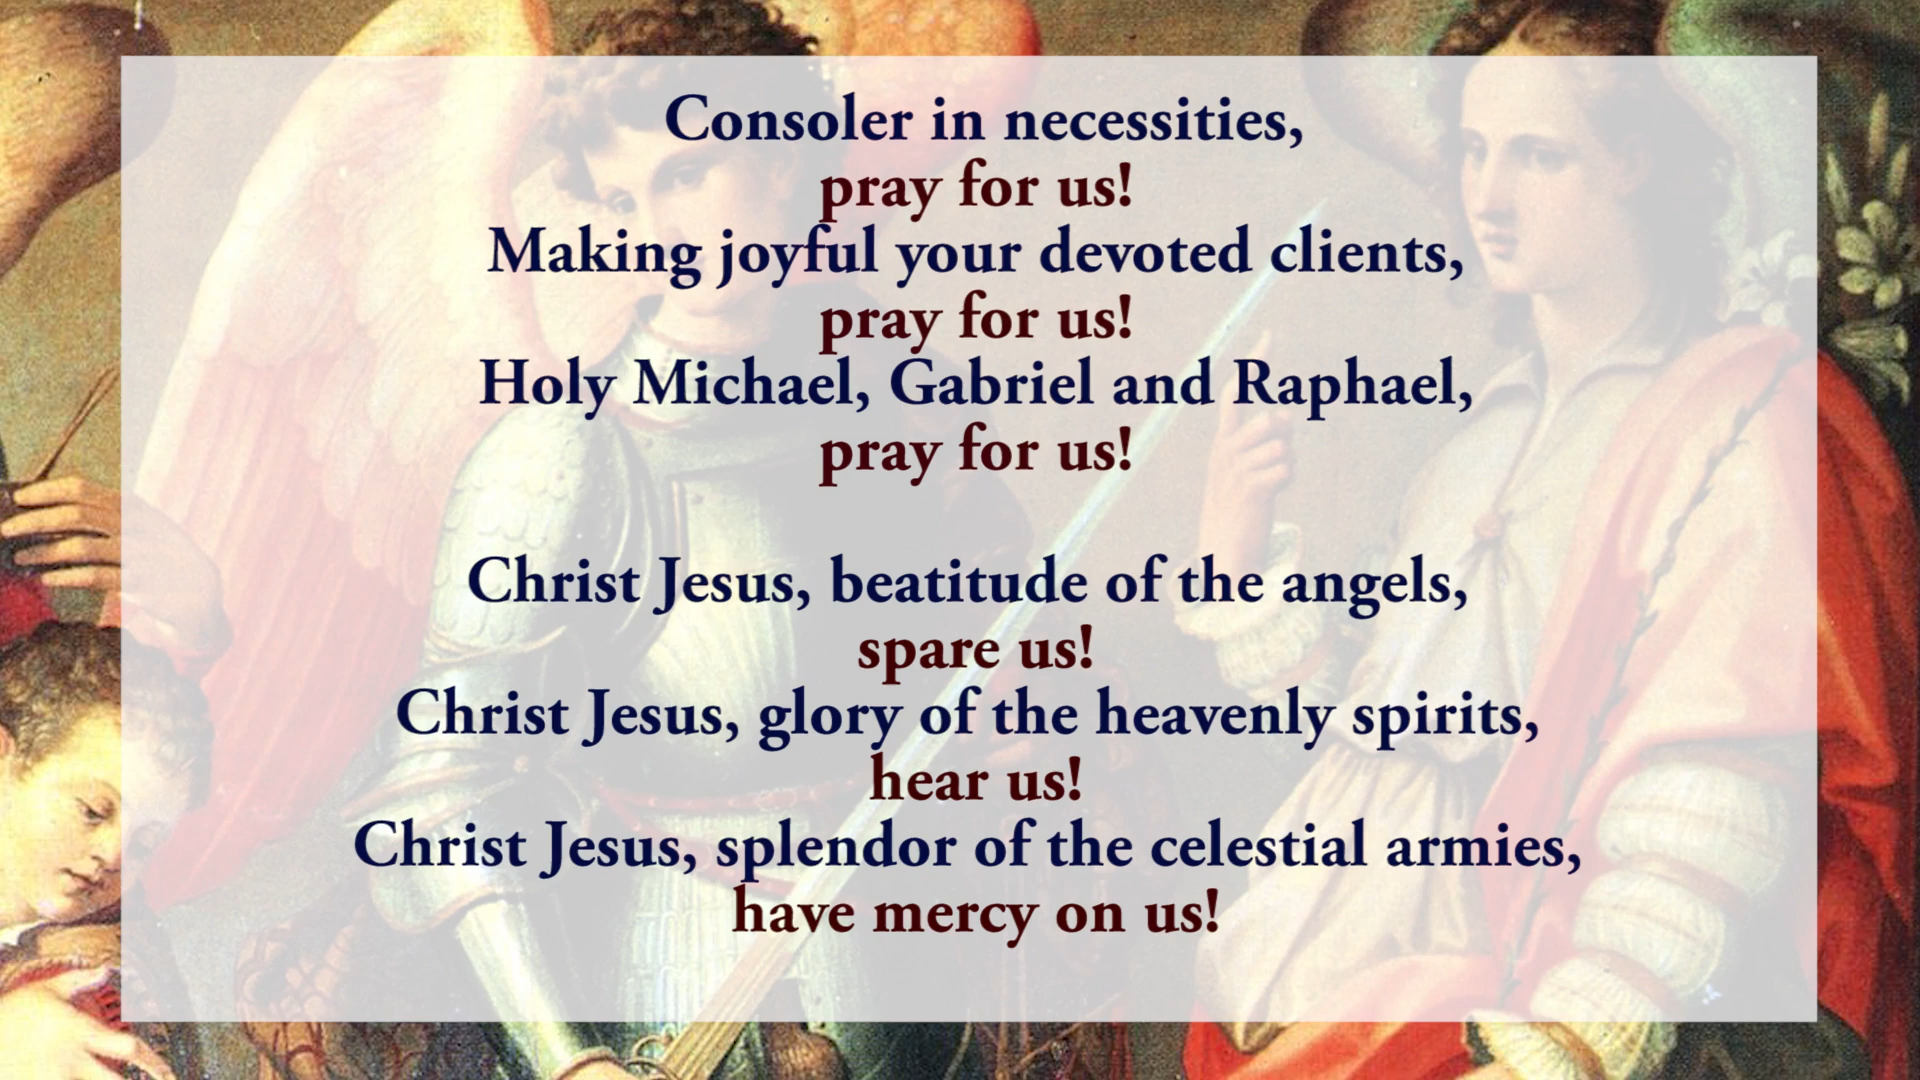 Consoler in necessities,
pray for us!
Making joyful your devoted clients,
pray for us!
Holy Michael, Gabriel and Raphael,
pray for us!
Christ Jesus, beatitude of the angels,
spare us!
Christ Jesus, glory of the heavenly spirits,
hear us!
Christ Jesus, splendor of the celestial armies,
have mercy on us!